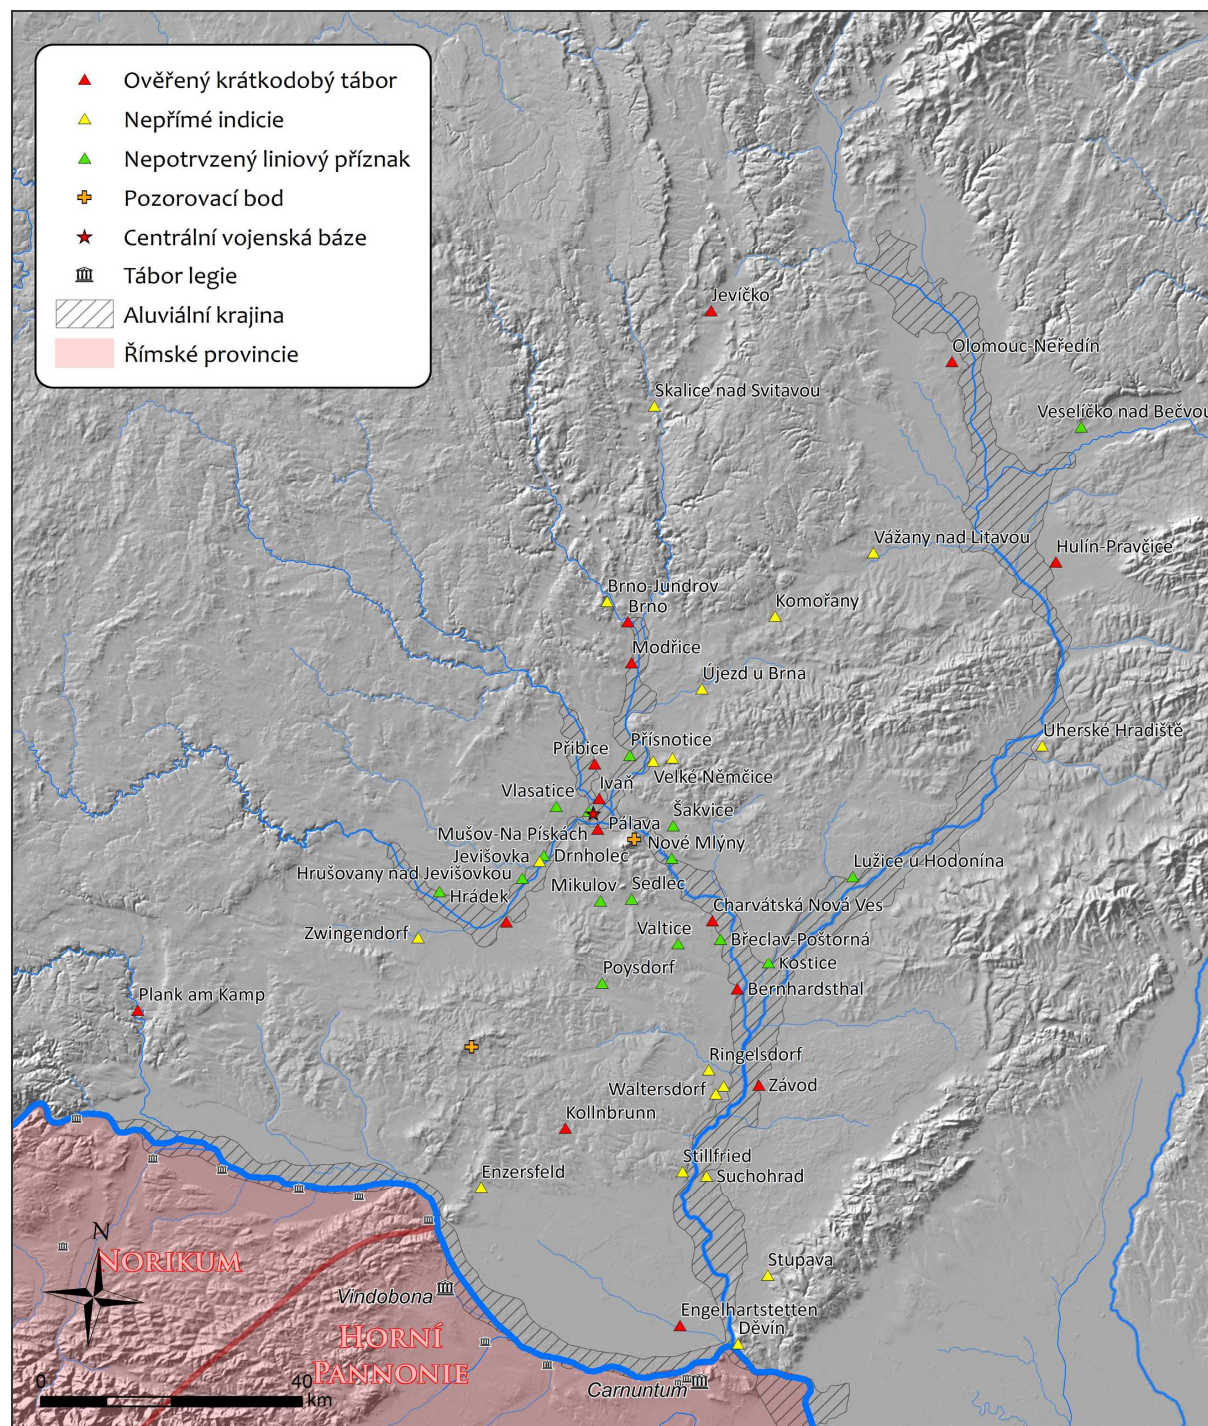 Ověřený krátkodobý tábor
Nepřímé indicie
Nepotrvzený liniový příznak
Pozorovací bod
Centrální vojenská báze
Tábor legie
Aluviální krajina
Římské provincie
Jevíčko
Olomouc-Neředín
Skalice nad Svitavou
Veselíčko nad Bečvou
Vážany nad Litavou
Hulín-Pravčice
Brno-Jundrov
Komořany
Brno
Modřice
Újezd u Brna
Uherské Hradiště
Přísnotice
Přibice
Velké Němčice
Ivaň
Vlasatice
Šakvice
Pálava
Mušov-Na Pískách
Nové Mlýny
Jevišovka
Drnholec
Lužice u Hodonína
Hrušovany nad Jevišovkou
Mikulov
Sedlec
Hrádek
Charvátská Nová Ves
Zwingendorf
Valtice
Břeclav-Poštorná
Poysdorf
Kostice
Bernhardsthal
Plank am Kamp
Ringelsdorf
Waltersdorf
Závod
Kollnbrunn
Stillfried
Enzersfeld
Suchohrad
N
Norikum
Stupava
Vindobona
Engelhartstetten
Děvín
Horní
Pannonie
0
40
km
Carnuntum